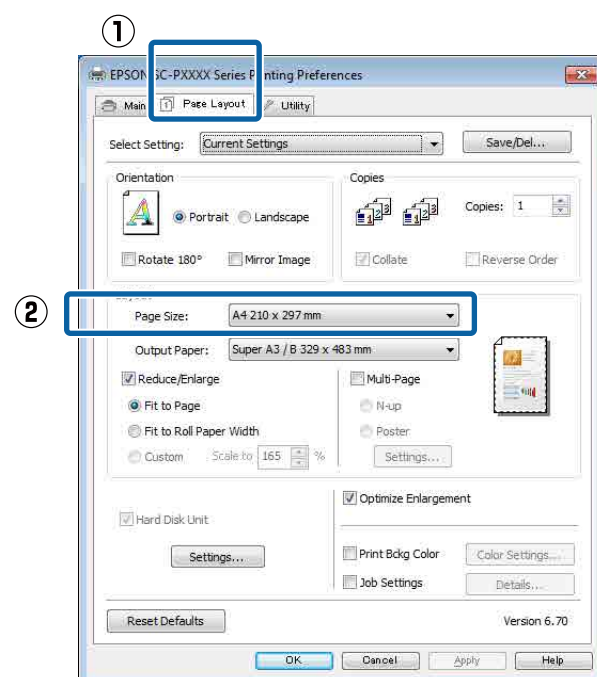 ①
EPSON SC-PXXXX Series Printing Preferences
Main Page Layout Utility
Select Setting: Current Settings Save/Del...
Orientation Copies
Portrait Landscape Copies: 1
Rotate 180° Mirror Image Collate Reverse Order
②
Page Size: A4 210 x 297 mm
Output Paper: Super A3 / B 329 x 483 mm
Reduce/Enlarge Multi-Page
Fit to Page N-up
Fit to Roll Paper Width Poster
Custom Scale to 165 % Settings...
Optimize Enlargement
Hard Disk Unit
Settings... Print Bckg Color Color Settings...
Job Settings Details...
Reset Defaults Version 6.70
OK Cancel Apply Help